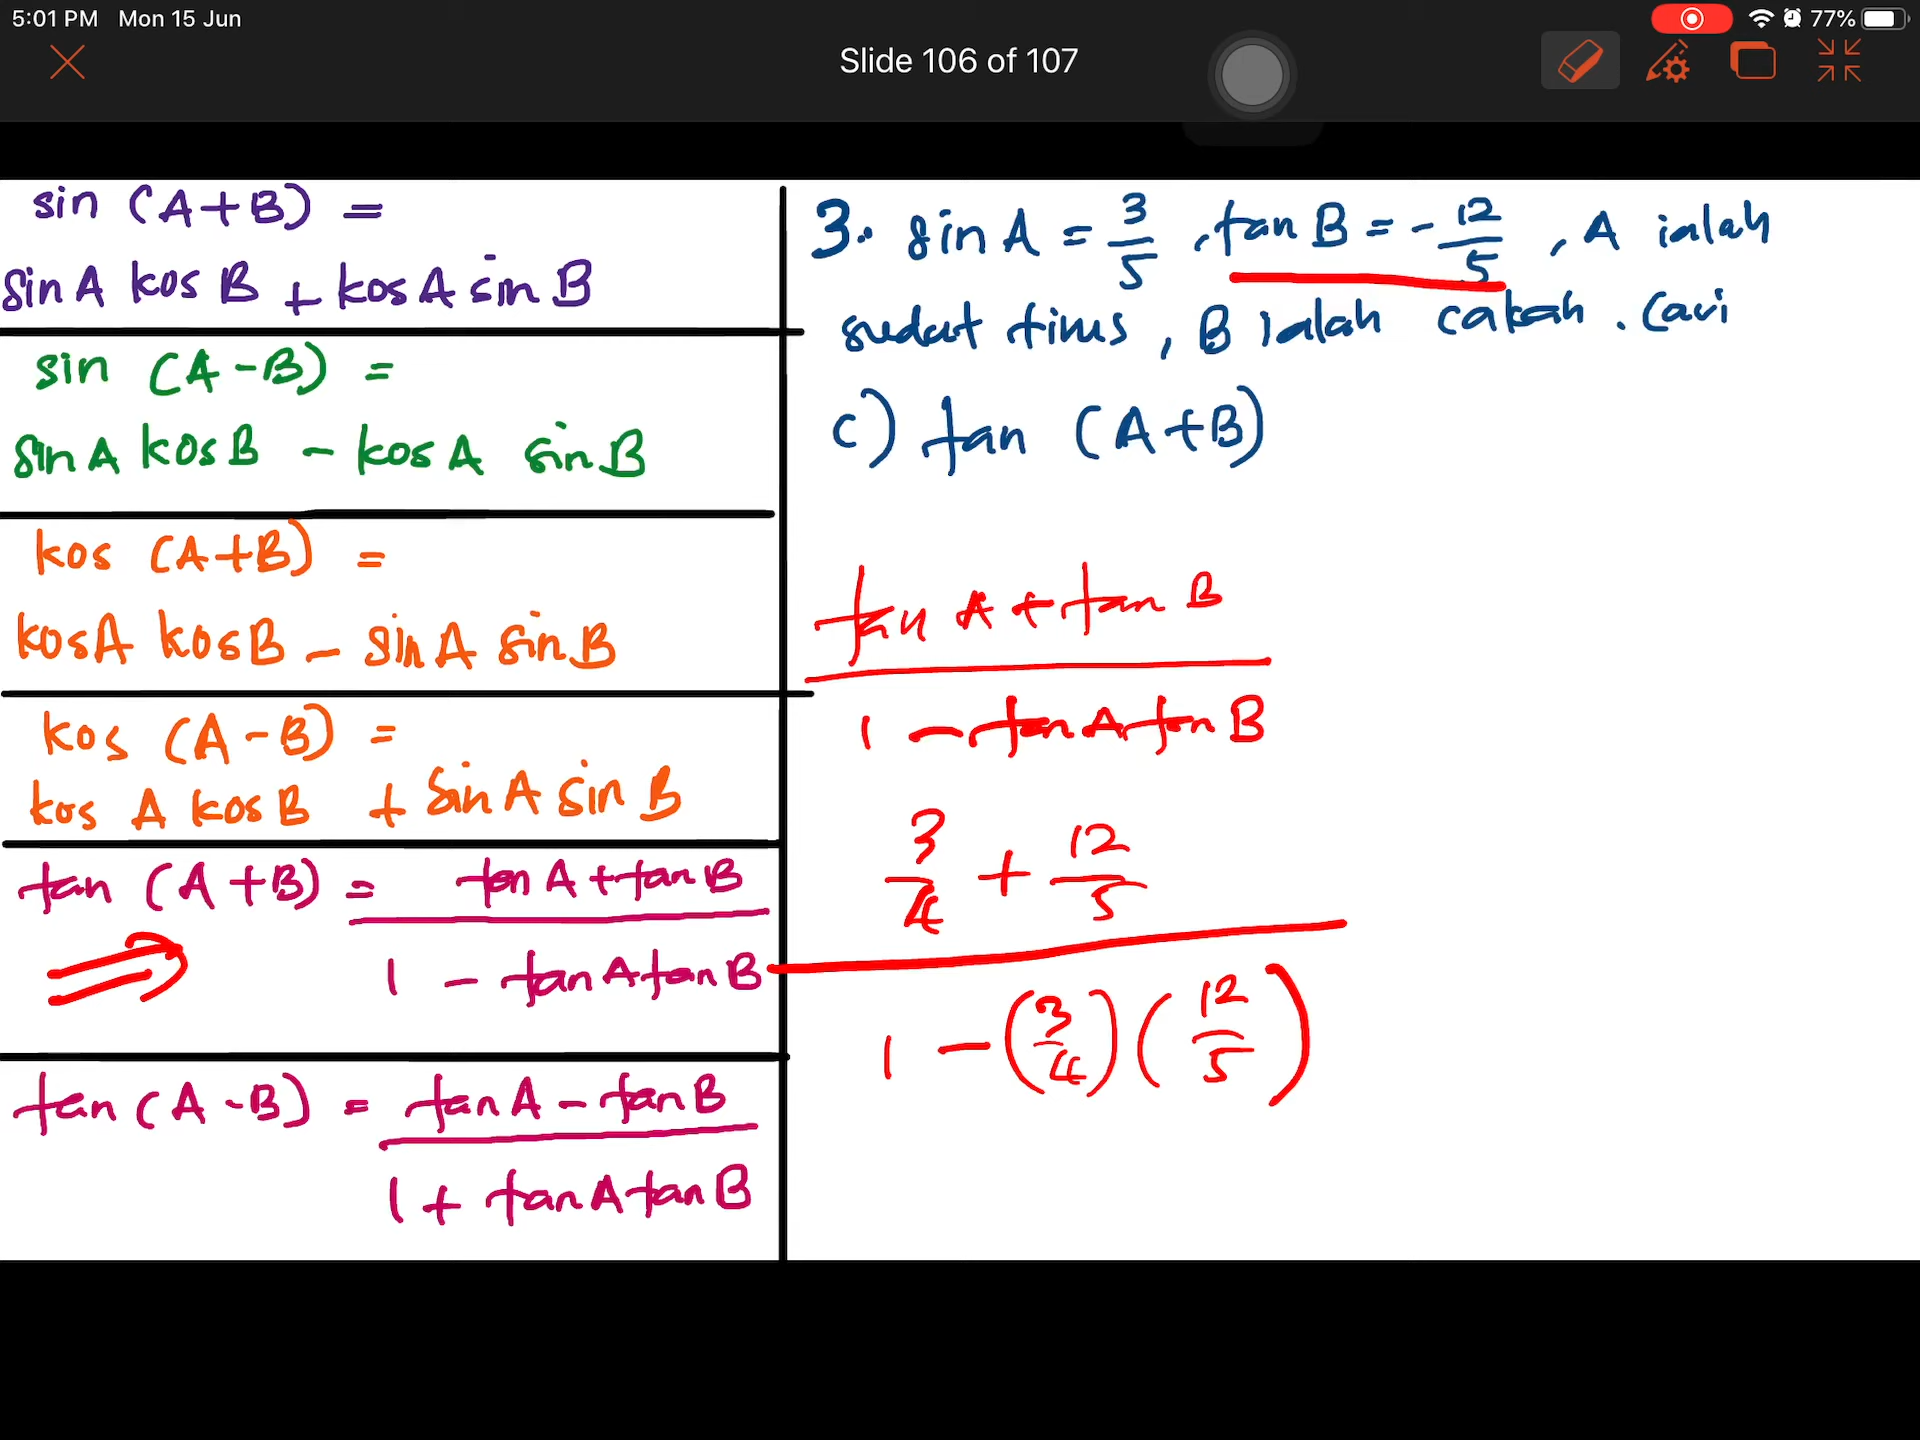 5:01 PM Mon 15 Jun
77%
Slide 106 of 107
sin (A+B) =
sin A kos B + kos A sin B
sin (A-B) =
sin A kos B - kos A sin B
kos (A+B) =
kos A kos B - sin A sin B
kos (A-B) =
kos A kos B + sin A sin B
tan (A+B) = tan A + tan B
1 - tan A tan B
tan (A-B) = tan A - tan B
1 + tan A tan B
3. sin A = 3/5 , tan B = - 12/5 , A ialah
sudut tirus , B ialah cakah . Cari
c) tan (A+B)
tan A + tan B
1 - tan A tan B
3/4 + 12/5
1 - (3/4) (12/5)